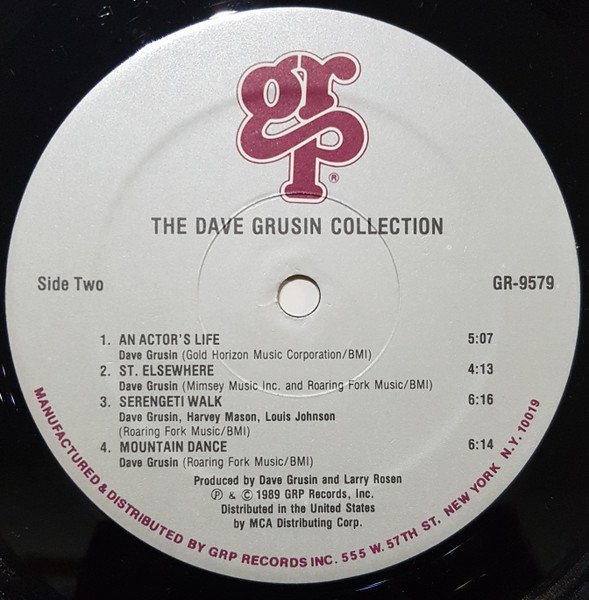 grp ®
THE DAVE GRUSIN COLLECTION
Side Two
GR-9579
1. AN ACTOR'S LIFE 5:07
Dave Grusin (Gold Horizon Music Corporation/BMI)
2. ST. ELSEWHERE 4:13
Dave Grusin (Mimsey Music Inc. and Roaring Fork Music/BMI)
3. SERENGETI WALK 6:16
Dave Grusin, Harvey Mason, Louis Johnson
(Roaring Fork Music/BMI)
4. MOUNTAIN DANCE 6:14
Dave Grusin (Roaring Fork Music/BMI)
Produced by Dave Grusin and Larry Rosen
℗ & © 1989 GRP Records, Inc.
Distributed in the United States
by MCA Distributing Corp.
MANUFACTURED & DISTRIBUTED BY GRP RECORDS INC. 555 W. 57TH ST. NEW YORK N.Y. 10019